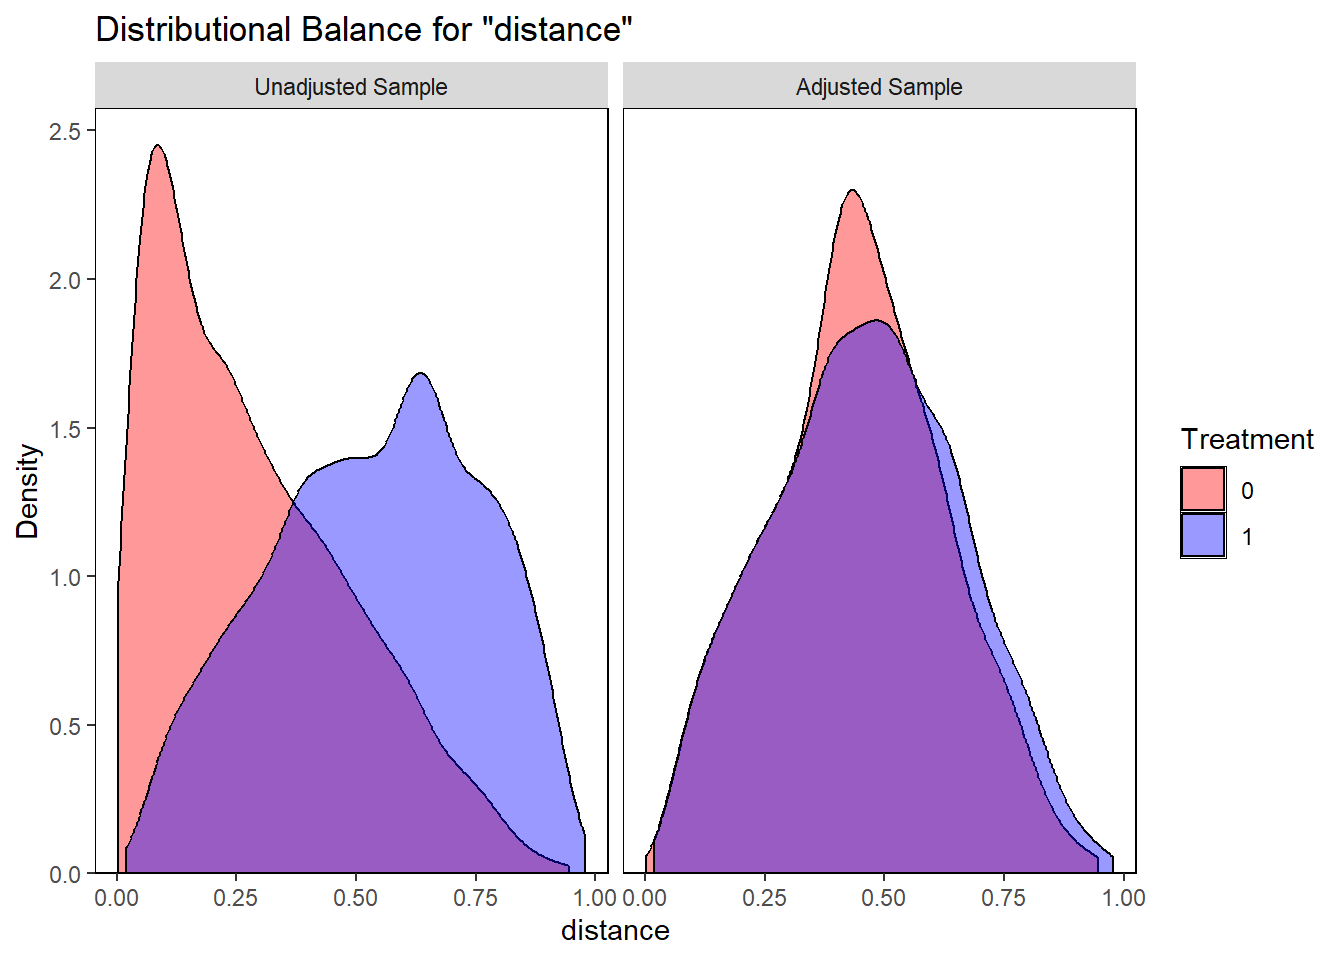 Distributional Balance for "distance"
Unadjusted Sample
Adjusted Sample
2.5
2.0
1.5
1.0
0.5
0.0
Density
0.00 0.25 0.50 0.75 1.00
0.00 0.25 0.50 0.75 1.00
distance
Treatment
0
1